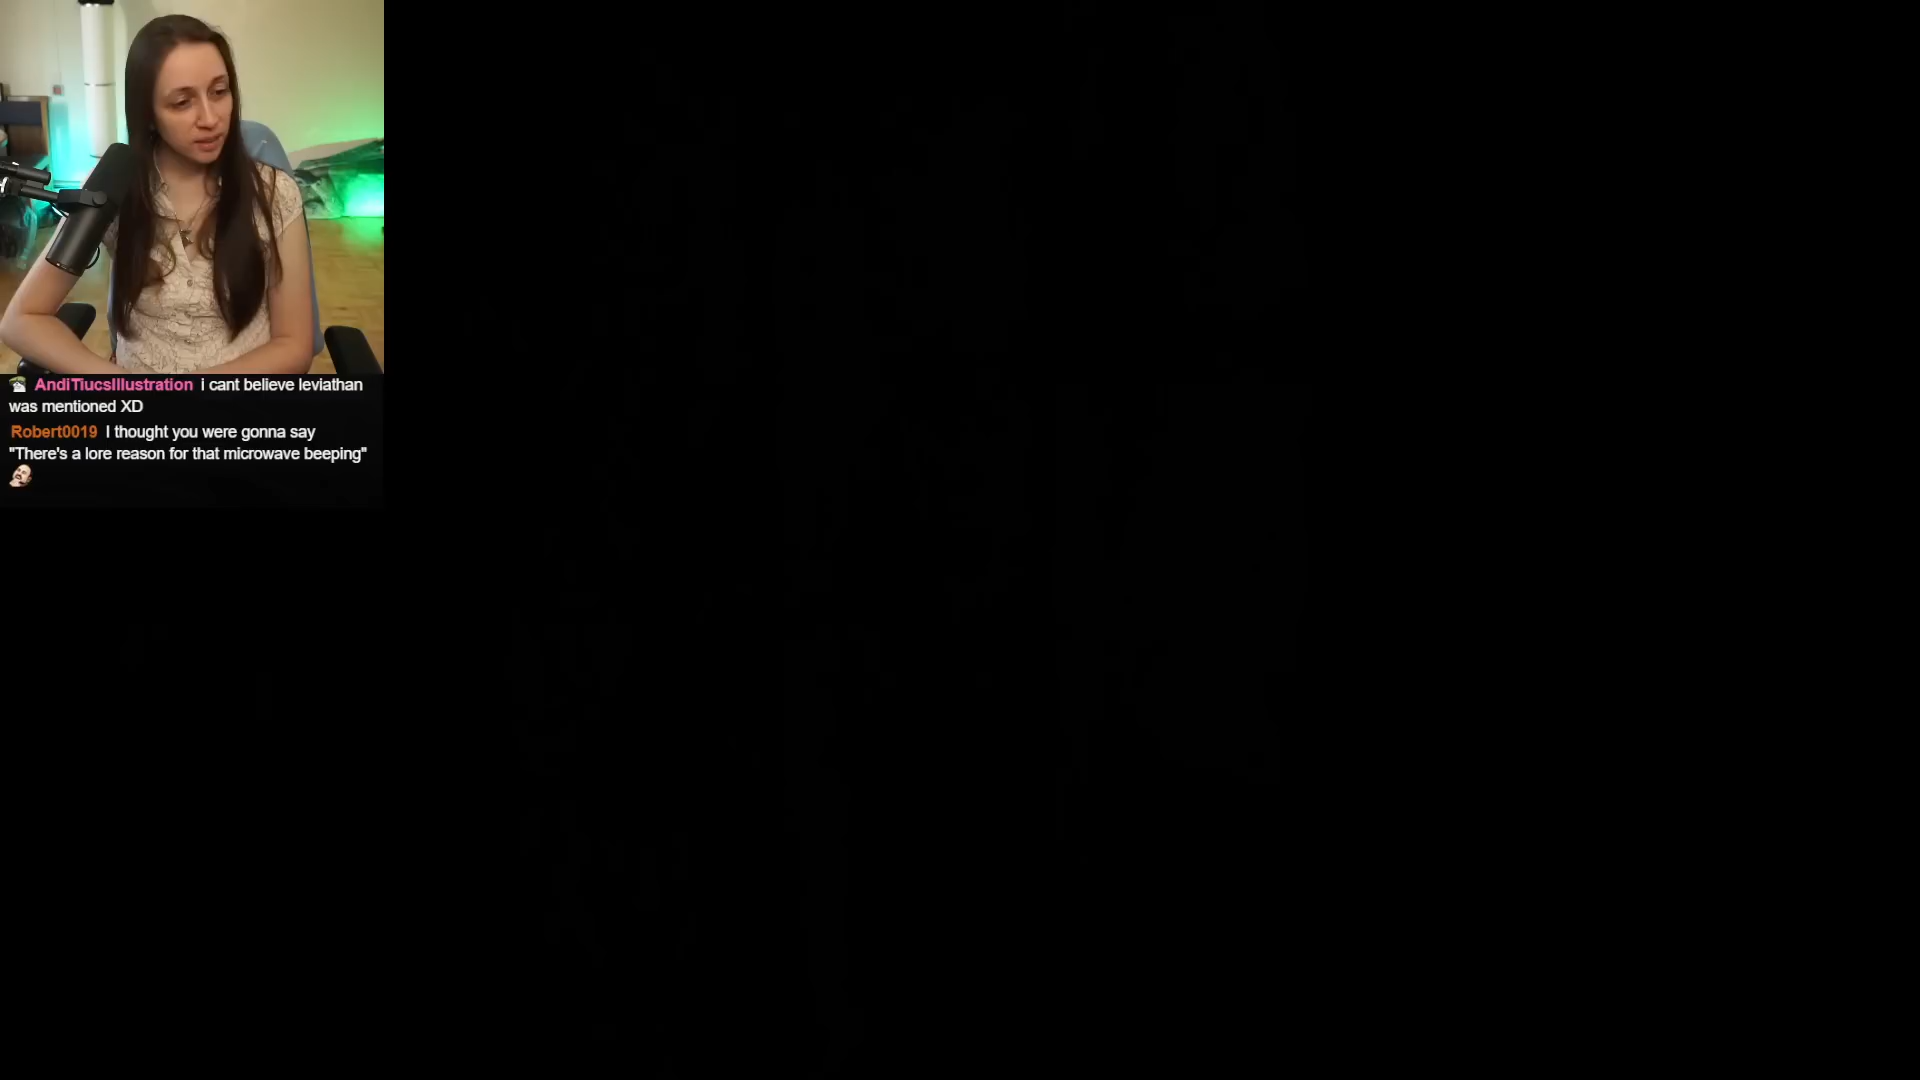 AndiTiucsIllustration i cant believe leviathan
was mentioned XD
Robert0019 I thought you were gonna say
"There's a lore reason for that microwave beeping"